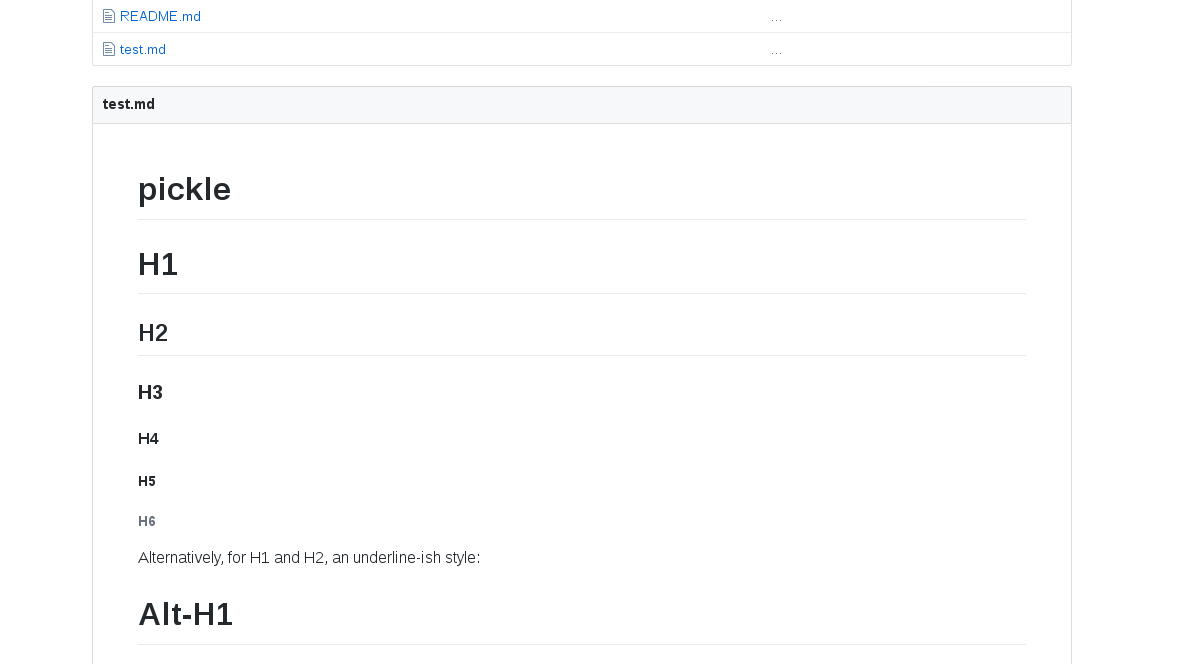 README.md ...
test.md ...
test.md
pickle
H1
H2
H3
H4
H5
H6
Alternatively, for H1 and H2, an underline-ish style:
Alt-H1